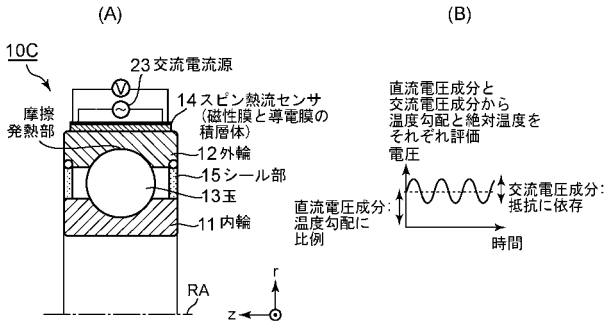 (A)
(B)
10C
V
~
23 交流電流源
14 スピン熱流センサ
(磁性膜と導電膜の
積層体)
摩擦
発熱部
12 外輪
15 シール部
13 玉
11 内輪
RA
r
z
直流電圧成分と
交流電圧成分から
温度勾配と絶対温度を
それぞれ評価
電圧
交流電圧成分:
抵抗に依存
直流電圧成分:
温度勾配に
比例
時間